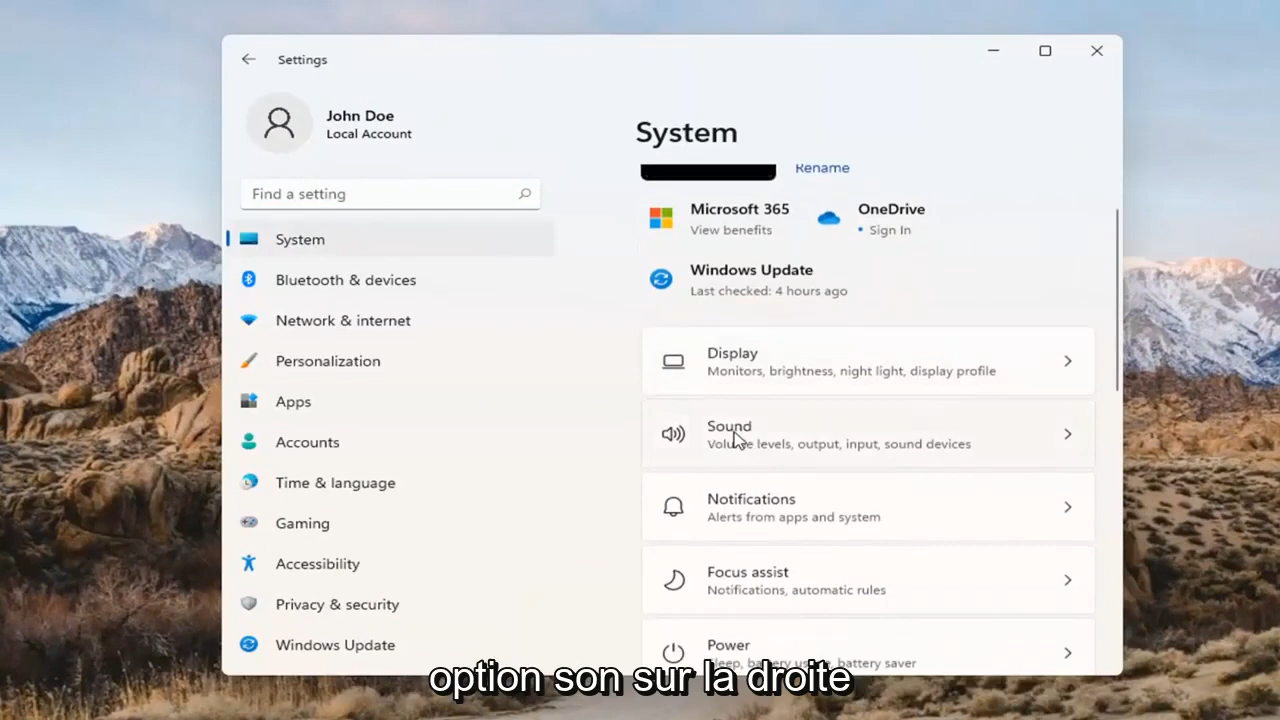 Settings
John Doe
Local Account
Find a setting
System
Bluetooth & devices
Network & internet
Personalization
Apps
Accounts
Time & language
Gaming
Accessibility
Privacy & security
Windows Update
System
Rename
Microsoft 365
View benefits
OneDrive
• Sign In
Windows Update
Last checked: 4 hours ago
Display
Monitors, brightness, night light, display profile
Sound
Volume levels, output, input, sound devices
Notifications
Alerts from apps and system
Focus assist
Notifications, automatic rules
Power
Sleep, battery usage, battery saver
option son sur la droite